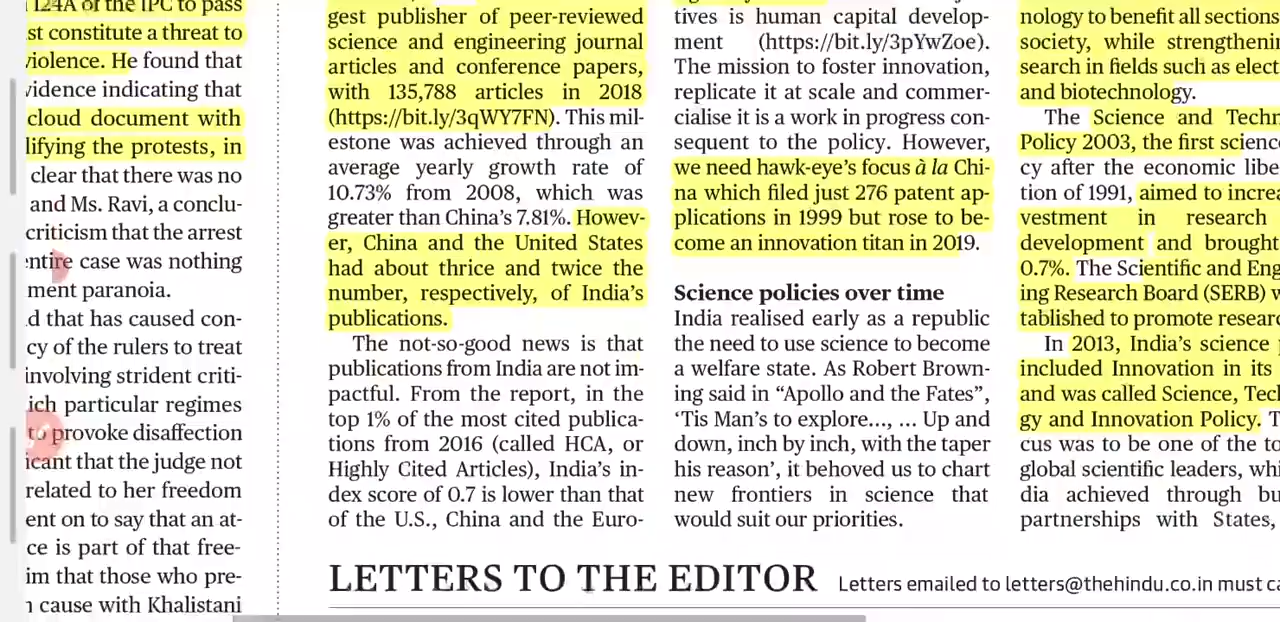 124A of the IPC to pass
st constitute a threat to
violence. He found that
vidence indicating that
cloud document with
lifying the protests, in
clear that there was no
and Ms. Ravi, a conclu-
criticism that the arrest
entire case was nothing
ment paranoia.
d that has caused con-
cy of the rulers to treat
involving strident criti-
ich particular regimes
to provoke disaffection
icant that the judge not
related to her freedom
ent on to say that an at-
ce is part of that free-
im that those who pre-
n cause with Khalistani
gest publisher of peer-reviewed
science and engineering journal
articles and conference papers,
with 135,788 articles in 2018
(https://bit.ly/3qWY7FN). This mil-
estone was achieved through an
average yearly growth rate of
10.73% from 2008, which was
greater than China's 7.81%. Howev-
er, China and the United States
had about thrice and twice the
number, respectively, of India's
publications.
The not-so-good news is that
publications from India are not im-
pactful. From the report, in the
top 1% of the most cited publica-
tions from 2016 (called HCA, or
Highly Cited Articles), India's in-
dex score of 0.7 is lower than that
of the U.S., China and the Euro-
tives is human capital develop-
ment (https://bit.ly/3pYwZoe).
The mission to foster innovation,
replicate it at scale and commer-
cialise it is a work in progress con-
sequent to the policy. However,
we need hawk-eye's focus à la Chi-
na which filed just 276 patent ap-
plications in 1999 but rose to be-
come an innovation titan in 2019.
Science policies over time
India realised early as a republic
the need to use science to become
a welfare state. As Robert Brown-
ing said in “Apollo and the Fates”,
‘Tis Man's to explore..., ... Up and
down, inch by inch, with the taper
his reason’, it behoved us to chart
new frontiers in science that
would suit our priorities.
nology to benefit all sections
society, while strengthenin
search in fields such as elect
and biotechnology.
The Science and Techn
Policy 2003, the first science
cy after the economic libe
tion of 1991, aimed to increa
vestment in research
development and brought
0.7%. The Scientific and Eng
ing Research Board (SERB) w
tablished to promote researc
In 2013, India's science
included Innovation in its
and was called Science, Tech
gy and Innovation Policy. T
cus was to be one of the to
global scientific leaders, whi
dia achieved through bu
partnerships with States,
LETTERS TO THE EDITOR Letters emailed to letters@thehindu.co.in must ca